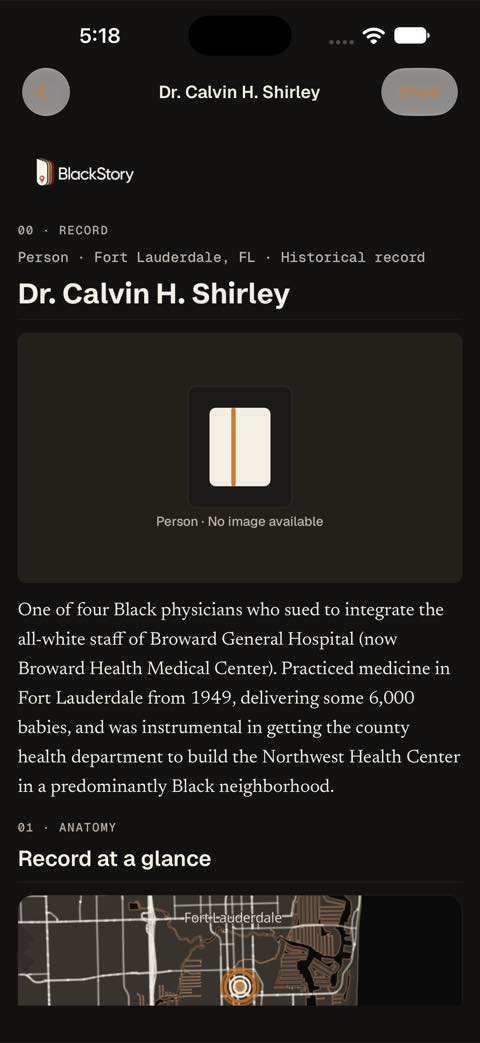 5:18
Dr. Calvin H. Shirley
Share
BlackStory
00 · RECORD
Person · Fort Lauderdale, FL · Historical record
Dr. Calvin H. Shirley
Person · No image available
One of four Black physicians who sued to integrate the
all-white staff of Broward General Hospital (now
Broward Health Medical Center). Practiced medicine in
Fort Lauderdale from 1949, delivering some 6,000
babies, and was instrumental in getting the county
health department to build the Northwest Health Center
in a predominantly Black neighborhood.
01 · ANATOMY
Record at a glance
Fort Lauderdale